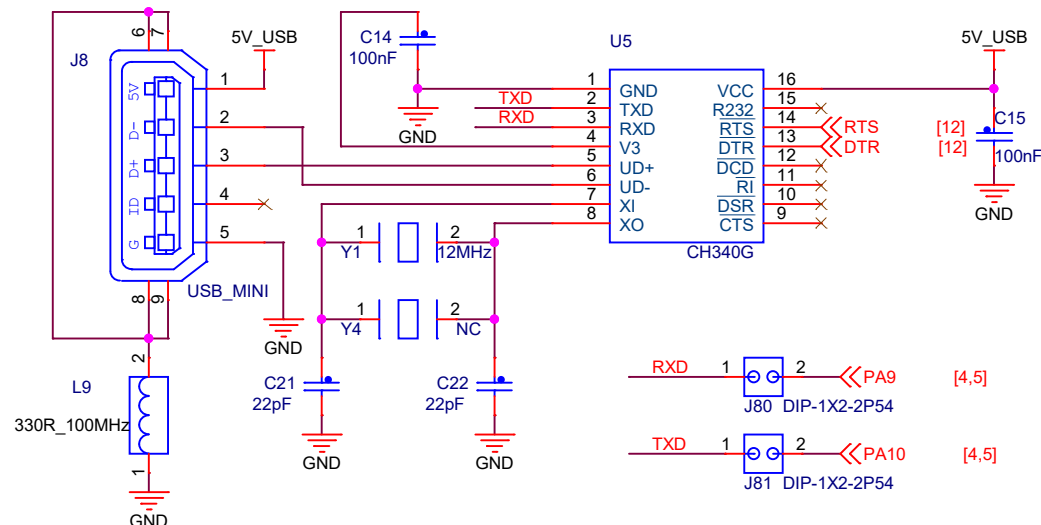 J8
6
7
5V_USB
5V
1
D-
2
D+
3
ID
4
G
5
USB_MINI
GND
8
9
2
L9
330R_100MHz
1
GND
C14
100nF
GND
U5
1 GND VCC 16
TXD 2 TXD R232 15
RXD 3 RXD RTS 14 RTS [12]
4 V3 DTR 13 DTR [12]
5 UD+ DCD 12
6 UD- RI 11
7 XI DSR 10
8 XO CTS 9
CH340G
5V_USB
C15
100nF
GND
1 2
Y1 12MHz
1 2
Y4 NC
C21
22pF
GND
C22
22pF
GND
RXD 1 2 PA9 [4,5]
J80 DIP-1X2-2P54
TXD 1 2 PA10 [4,5]
J81 DIP-1X2-2P54